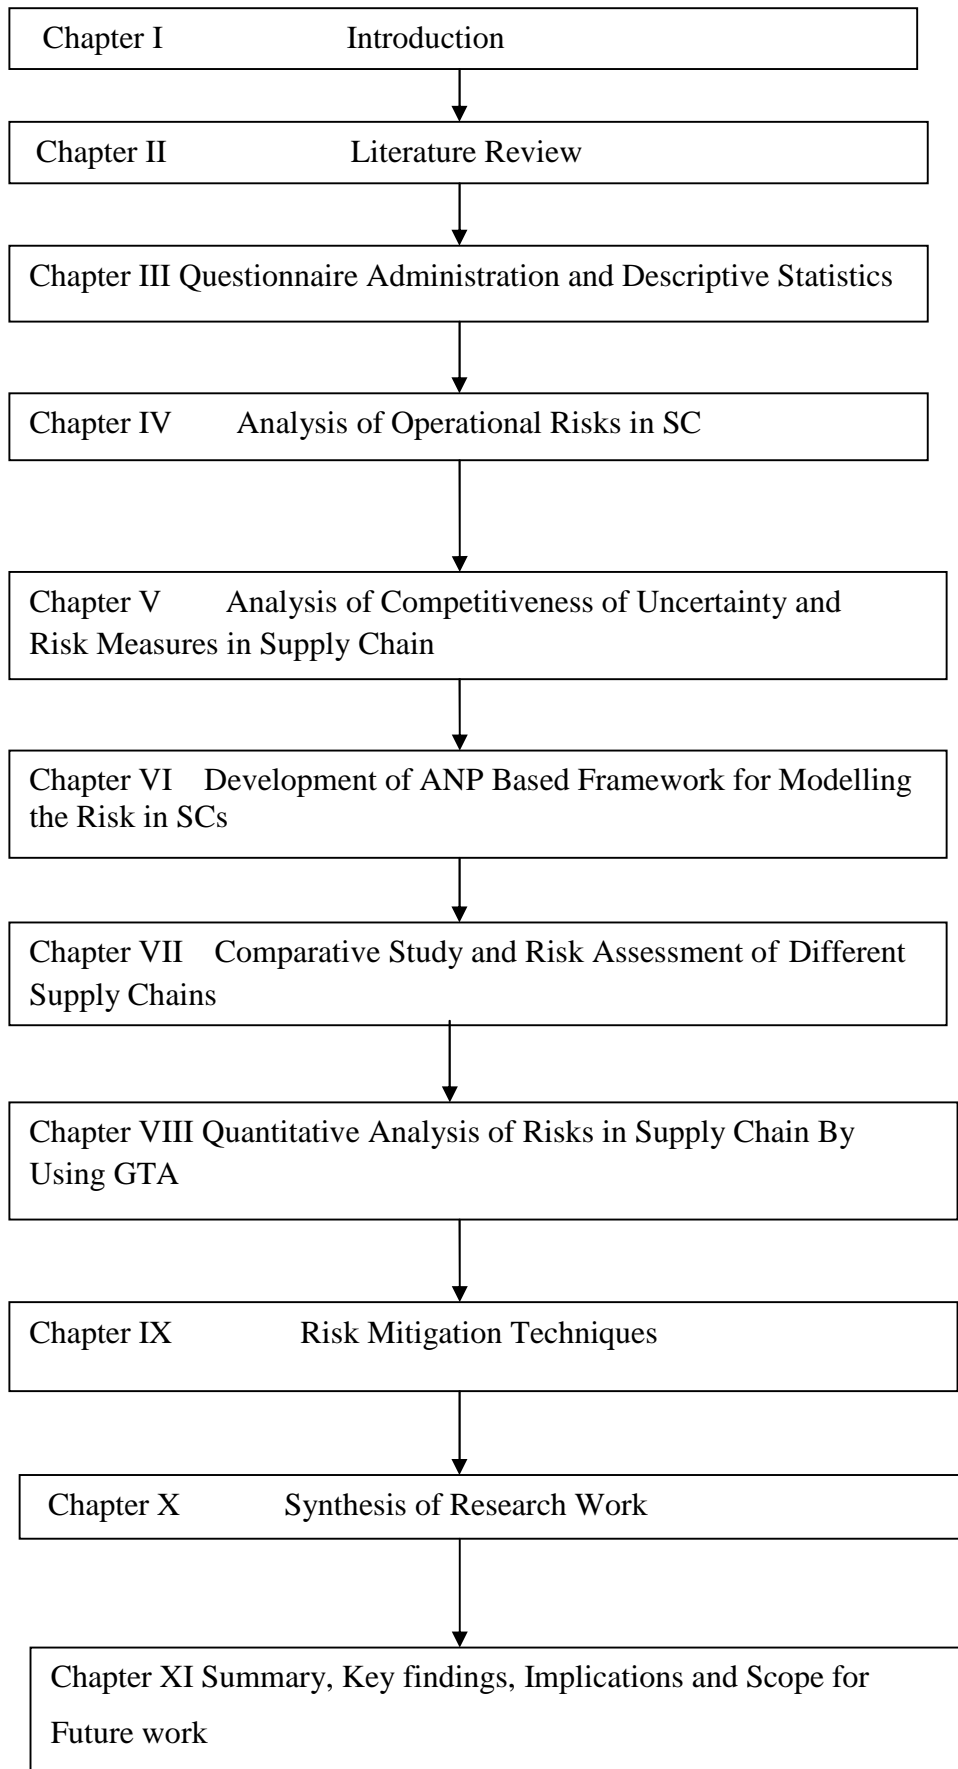 Chapter I Introduction
Chapter II Literature Review
Chapter III Questionnaire Administration and Descriptive Statistics
Chapter IV Analysis of Operational Risks in SC
Chapter V Analysis of Competitiveness of Uncertainty and
Risk Measures in Supply Chain
Chapter VI Development of ANP Based Framework for Modelling
the Risk in SCs
Chapter VII Comparative Study and Risk Assessment of Different
Supply Chains
Chapter VIII Quantitative Analysis of Risks in Supply Chain By
Using GTA
Chapter IX Risk Mitigation Techniques
Chapter X Synthesis of Research Work
Chapter XI Summary, Key findings, Implications and Scope for
Future work